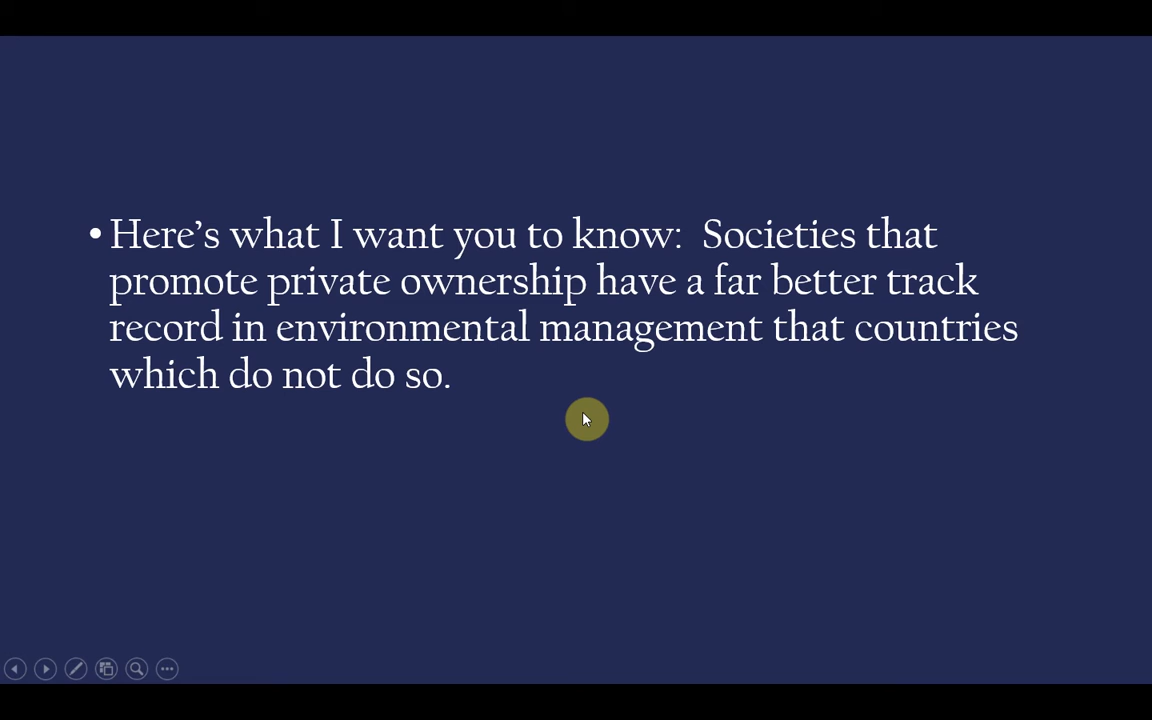 • Here’s what I want you to know:  Societies that
promote private ownership have a far better track
record in environmental management that countries
which do not do so.